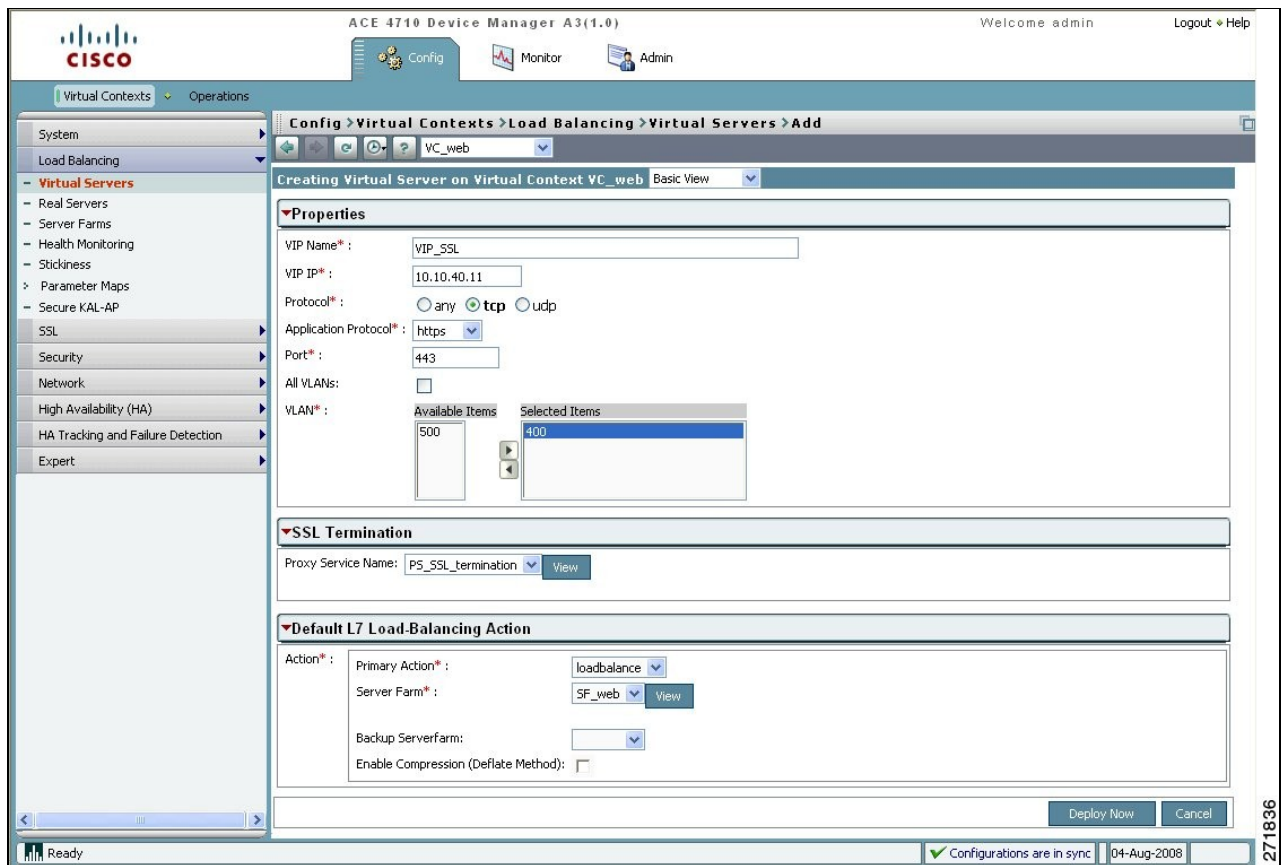 ACE 4710 Device Manager A3(1.0)
Welcome admin
Logout Help
CISCO
Config
Monitor
Admin
Virtual Contexts
Operations
System
Load Balancing
Virtual Servers
Real Servers
Server Farms
Health Monitoring
Stickiness
Parameter Maps
Secure KAL-AP
SSL
Security
Network
High Availability (HA)
HA Tracking and Failure Detection
Expert
Config >Virtual Contexts >Load Balancing >Virtual Servers >Add
? VC_web
Creating Virtual Server on Virtual Context VC_web Basic View
Properties
VIP Name* : VIP_SSL
VIP IP* : 10.10.40.11
Protocol* : any tcp udp
Application Protocol* : https
Port* : 443
All VLANs:
VLAN* : Available Items Selected Items
500 400
SSL Termination
Proxy Service Name: PS_SSL_termination View
Default L7 Load-Balancing Action
Action* : Primary Action* : loadbalance
Server Farm* : SF_web View
Backup Serverfarm:
Enable Compression (Deflate Method):
Deploy Now Cancel
Ready
Configurations are in sync 04-Aug-2008
271836